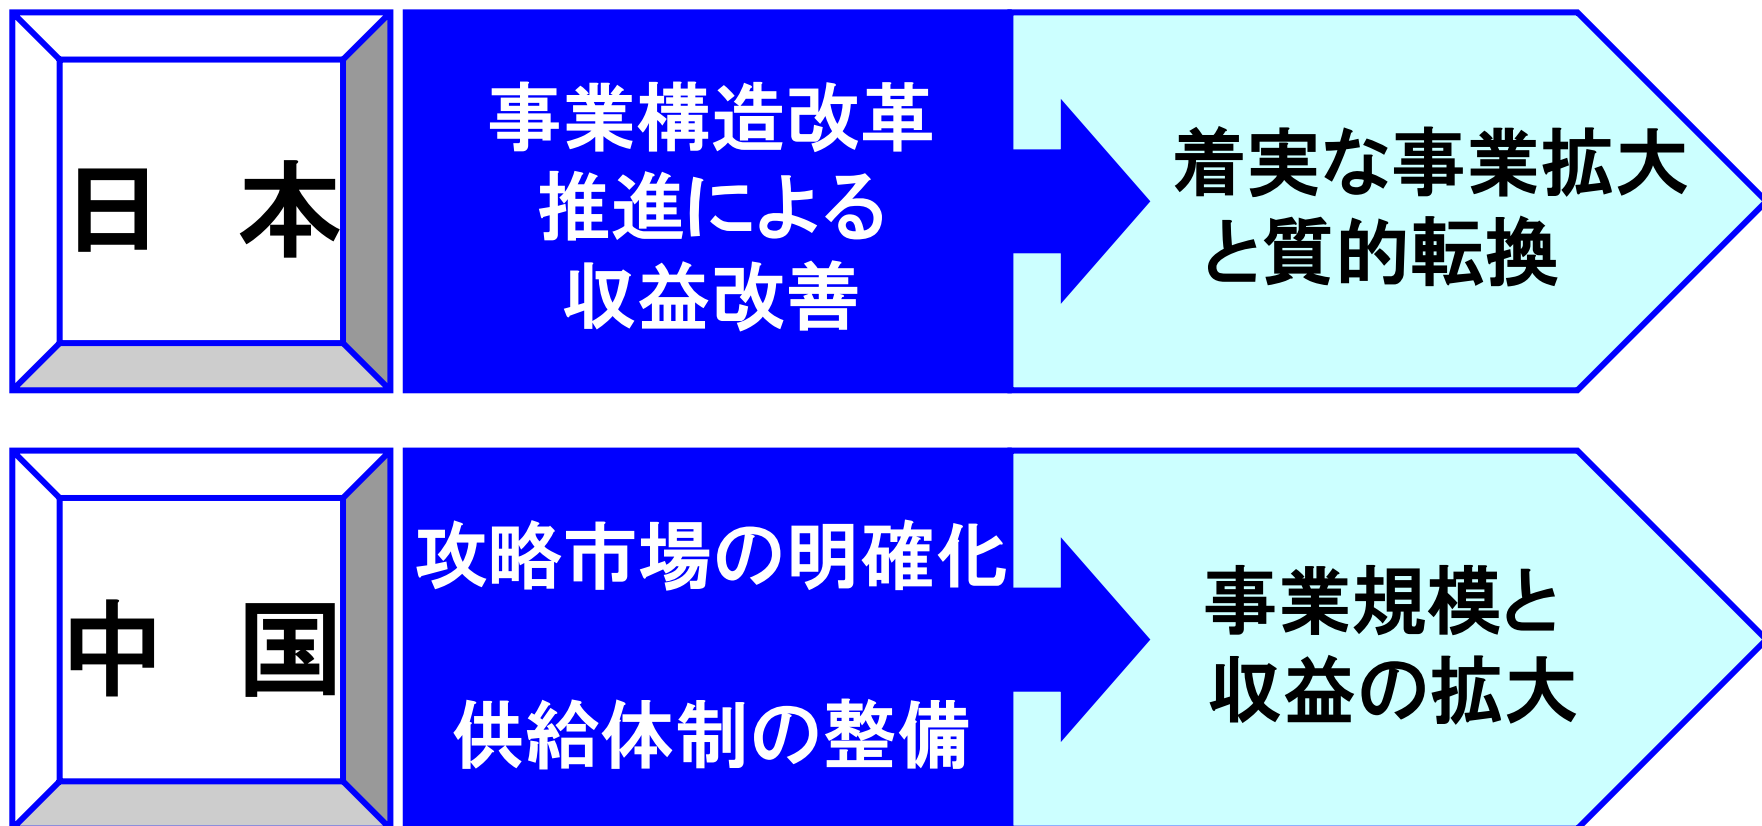 日　本
事業構造改革
推進による
収益改善
着実な事業拡大
と質的転換
中　国
攻略市場の明確化
供給体制の整備
事業規模と
収益の拡大